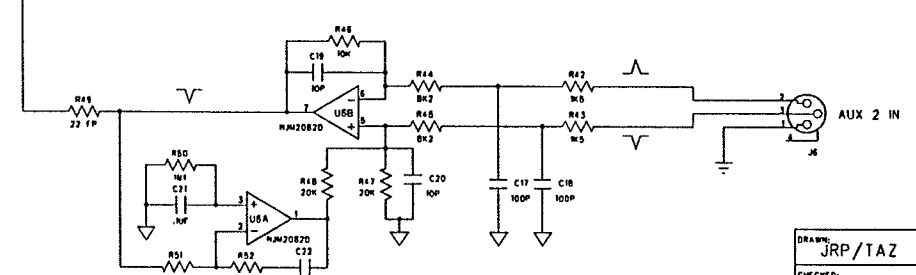 R46
10K
C19
10P
R44
8K2
R42
1K5
R49
22 FP
7
6
5
U6B
NJM2082D
R45
8K2
R43
1K5
2
3
1
4
AUX 2 IN
J6
R50
1M1
C21
.1UF
3
2
1
U6A
NJM2082D
R48
20K
R47
20K
C20
10P
C17
100P
C18
100P
R51
R52
C22
DRAWN:
JRP/TAZ
CHECKED: